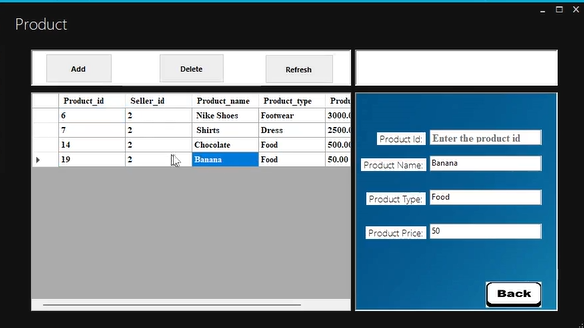 Product
Add Delete Refresh
Product_id Seller_id Product_name Product_type
6 2 Nike Shoes Footwear 3000.0
7 2 Shirts Dress 2500.0
14 2 Chocolate Food 500.00
19 2 Banana Food 50.00
Product Id: Enter the product id
Product Name: Banana
Product Type: Food
Product Price: 50
Back